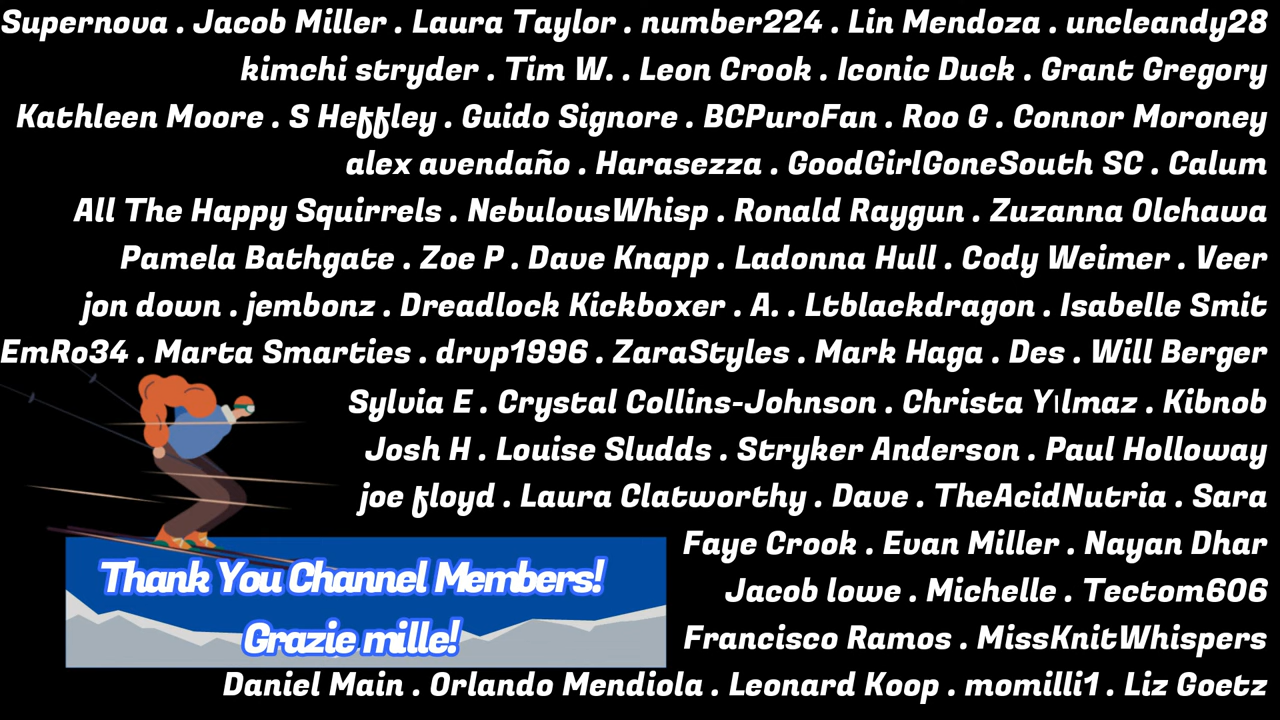 Supernova . Jacob Miller . Laura Taylor . number224 . Lin Mendoza . uncleandy28
kimchi stryder . Tim W. . Leon Crook . Iconic Duck . Grant Gregory
Kathleen Moore . S Heffley . Guido Signore . BCPuroFan . Roo G . Connor Moroney
alex avendaño . Harasezza . GoodGirlGoneSouth SC . Calum
All The Happy Squirrels . NebulousWhisp . Ronald Raygun . Zuzanna Olchawa
Pamela Bathgate . Zoe P . Dave Knapp . Ladonna Hull . Cody Weimer . Veer
jon down . jembonz . Dreadlock Kickboxer . A. . Ltblackdragon . Isabelle Smit
EmRo34 . Marta Smarties . drvp1996 . ZaraStyles . Mark Haga . Des . Will Berger
Sylvia E . Crystal Collins-Johnson . Christa Yılmaz . Kibnob
Josh H . Louise Sludds . Stryker Anderson . Paul Holloway
joe floyd . Laura Clatworthy . Dave . TheAcidNutria . Sara
Faye Crook . Evan Miller . Nayan Dhar
Jacob lowe . Michelle . Tectom606
Francisco Ramos . MissKnitWhispers
Daniel Main . Orlando Mendiola . Leonard Koop . momilli1 . Liz Goetz
Thank You Channel Members!
Grazie mille!